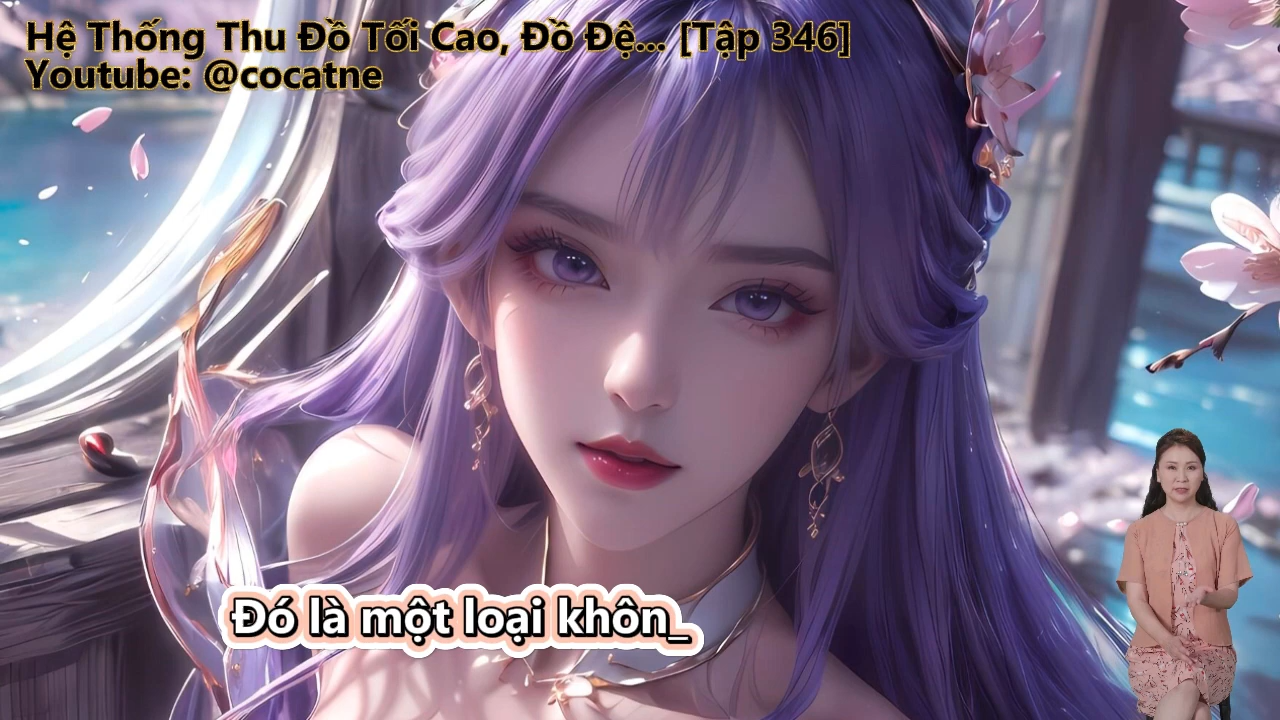 Hệ Thống Thu Đồ Tối Cao, Đồ Đệ... [Tập 346]
Youtube: @cocatne
Đó là một loại khôn_